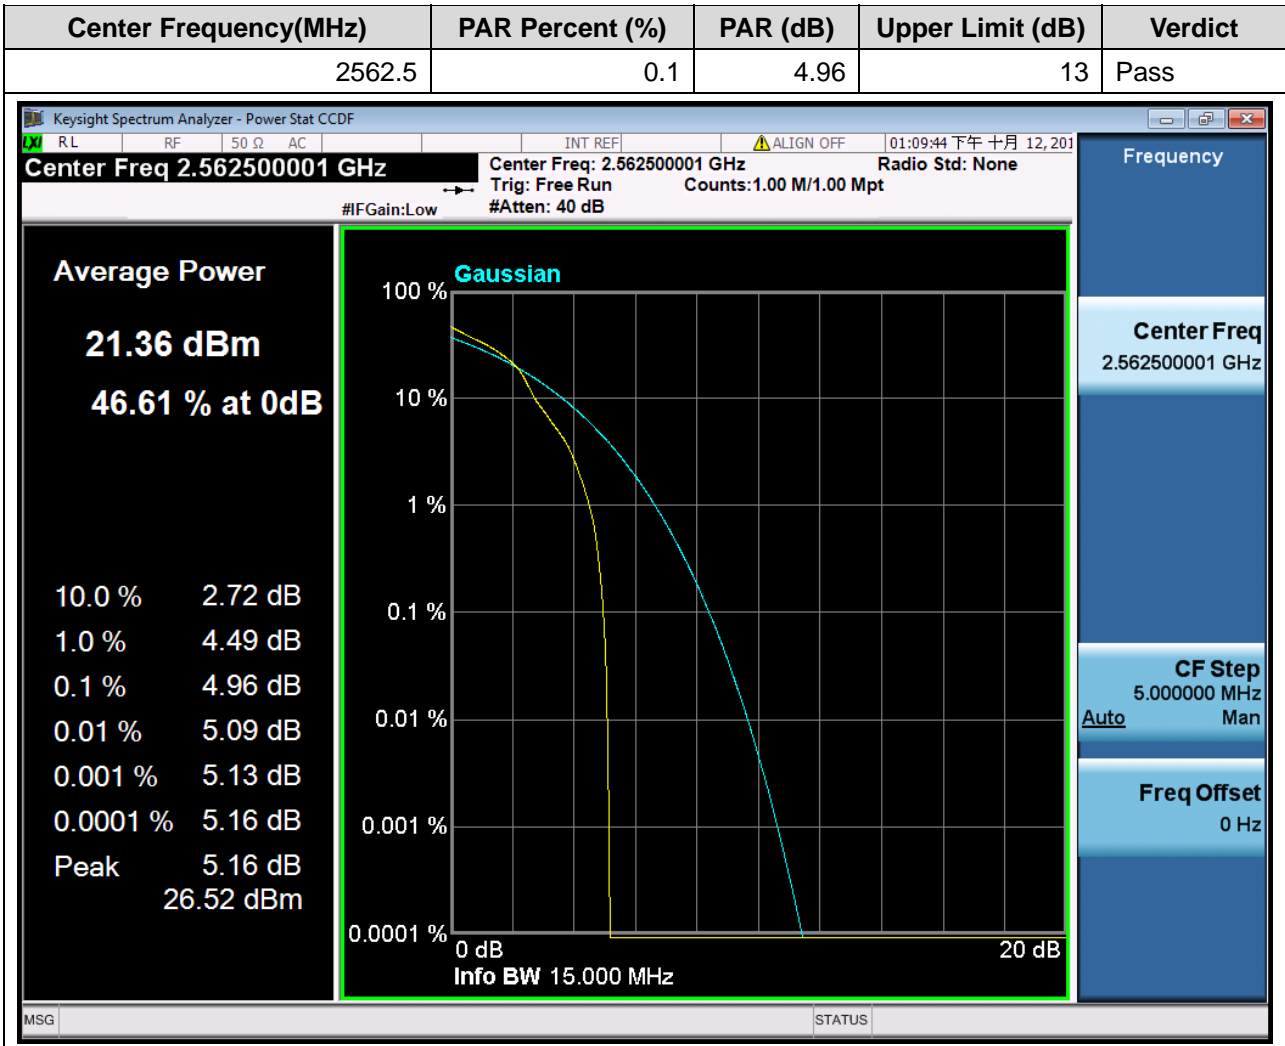 Center Frequency(MHz) PAR Percent (%) PAR (dB) Upper Limit (dB) Verdict
2562.5 0.1 4.96 13 Pass
Keysight Spectrum Analyzer - Power Stat CCDF
LXI RL RF 50 Ω AC INT REF ALIGN OFF 01:09:44 下午 十月 12, 201
Center Freq 2.562500001 GHz
Center Freq: 2.562500001 GHz Radio Std: None
Trig: Free Run Counts:1.00 M/1.00 Mpt
#IFGain:Low #Atten: 40 dB
Average Power
21.36 dBm
46.61 % at 0dB
10.0 % 2.72 dB
1.0 % 4.49 dB
0.1 % 4.96 dB
0.01 % 5.09 dB
0.001 % 5.13 dB
0.0001 % 5.16 dB
Peak 5.16 dB
26.52 dBm
Gaussian
100 %
10 %
1 %
0.1 %
0.01 %
0.001 %
0.0001 %
0 dB 20 dB
Info BW 15.000 MHz
Frequency
Center Freq
2.562500001 GHz
CF Step
5.000000 MHz
Auto Man
Freq Offset
0 Hz
MSG STATUS